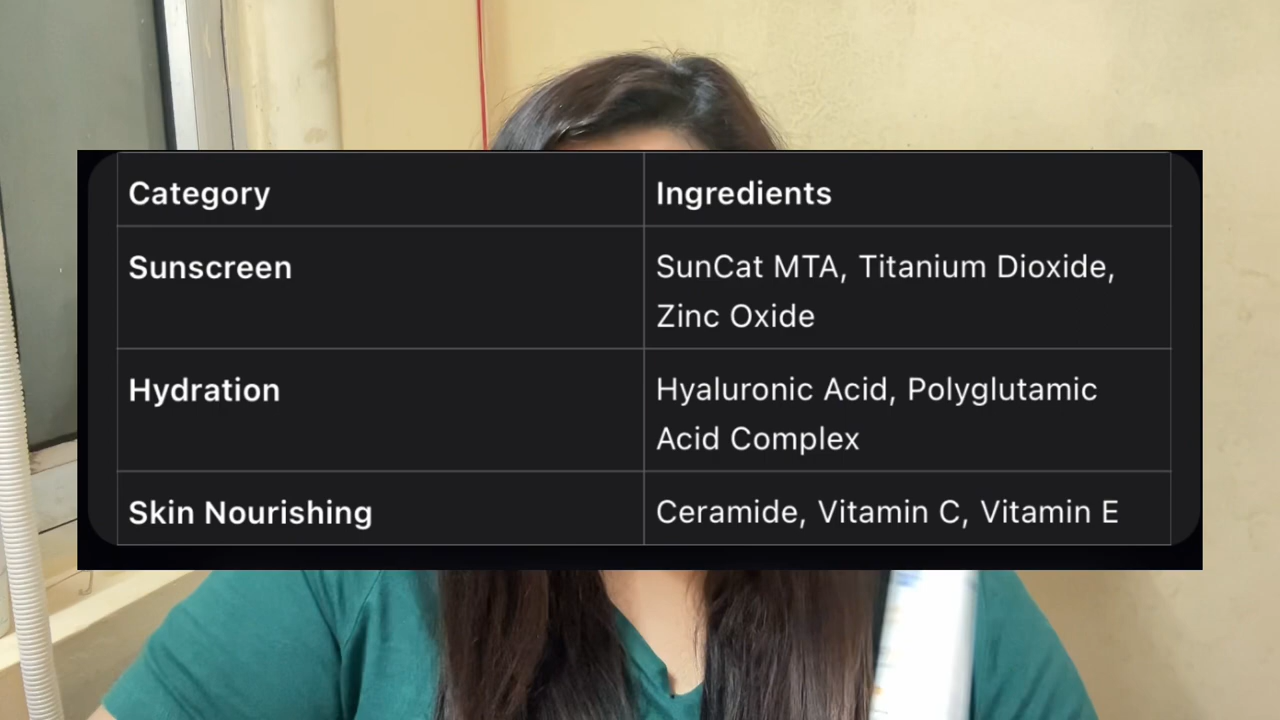 Category Ingredients
Sunscreen SunCat MTA, Titanium Dioxide,
Zinc Oxide
Hydration Hyaluronic Acid, Polyglutamic
Acid Complex
Skin Nourishing Ceramide, Vitamin C, Vitamin E